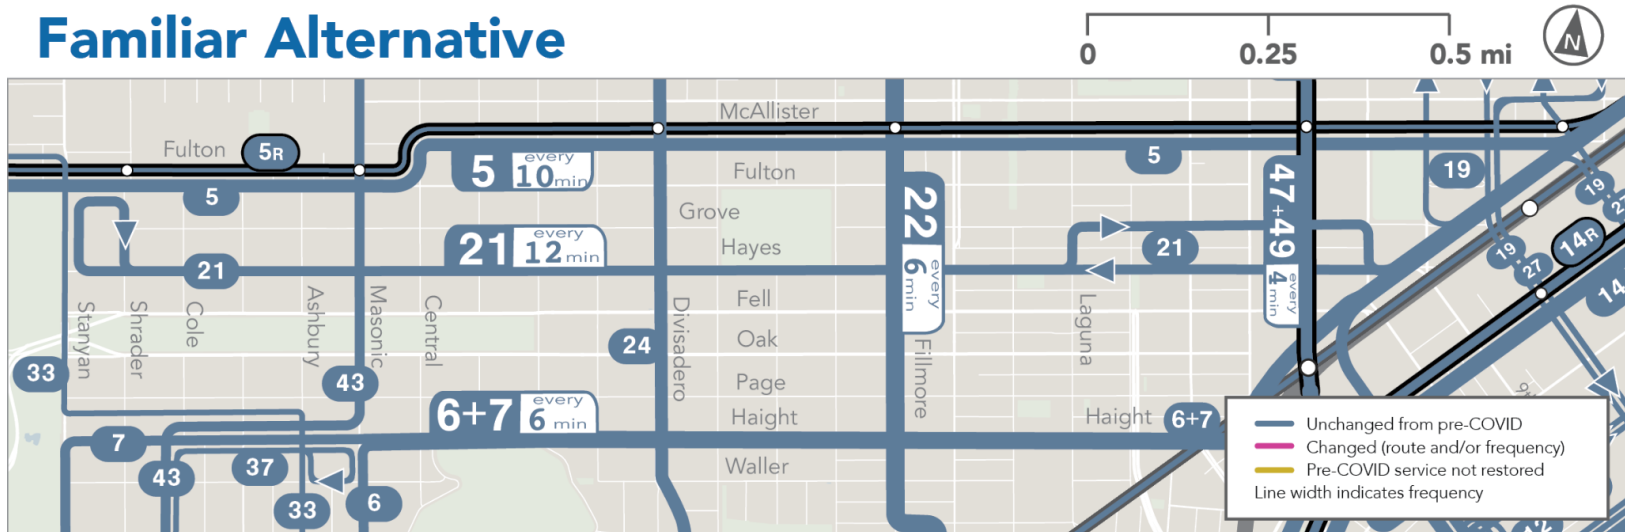 Familiar Alternative
0 0.25 0.5 mi
N
McAllister
Fulton
5R
5
every
10 min
5
19
Fulton
5
Grove
22
every
6 min
47+49
every
4 min
19
27
21
every
12 min
Hayes
21
14R
19
27
21
14
Stanyan
Shrader
Cole
Ashbury
Masonic
Central
Fell
Divisadero
Laguna
Oak
24
Fillmore
33
43
Page
6+7
every
6 min
Haight
Haight
6+7
7
37
43
33
6
Waller
Unchanged from pre-COVID
Changed (route and/or frequency)
Pre-COVID service not restored
Line width indicates frequency